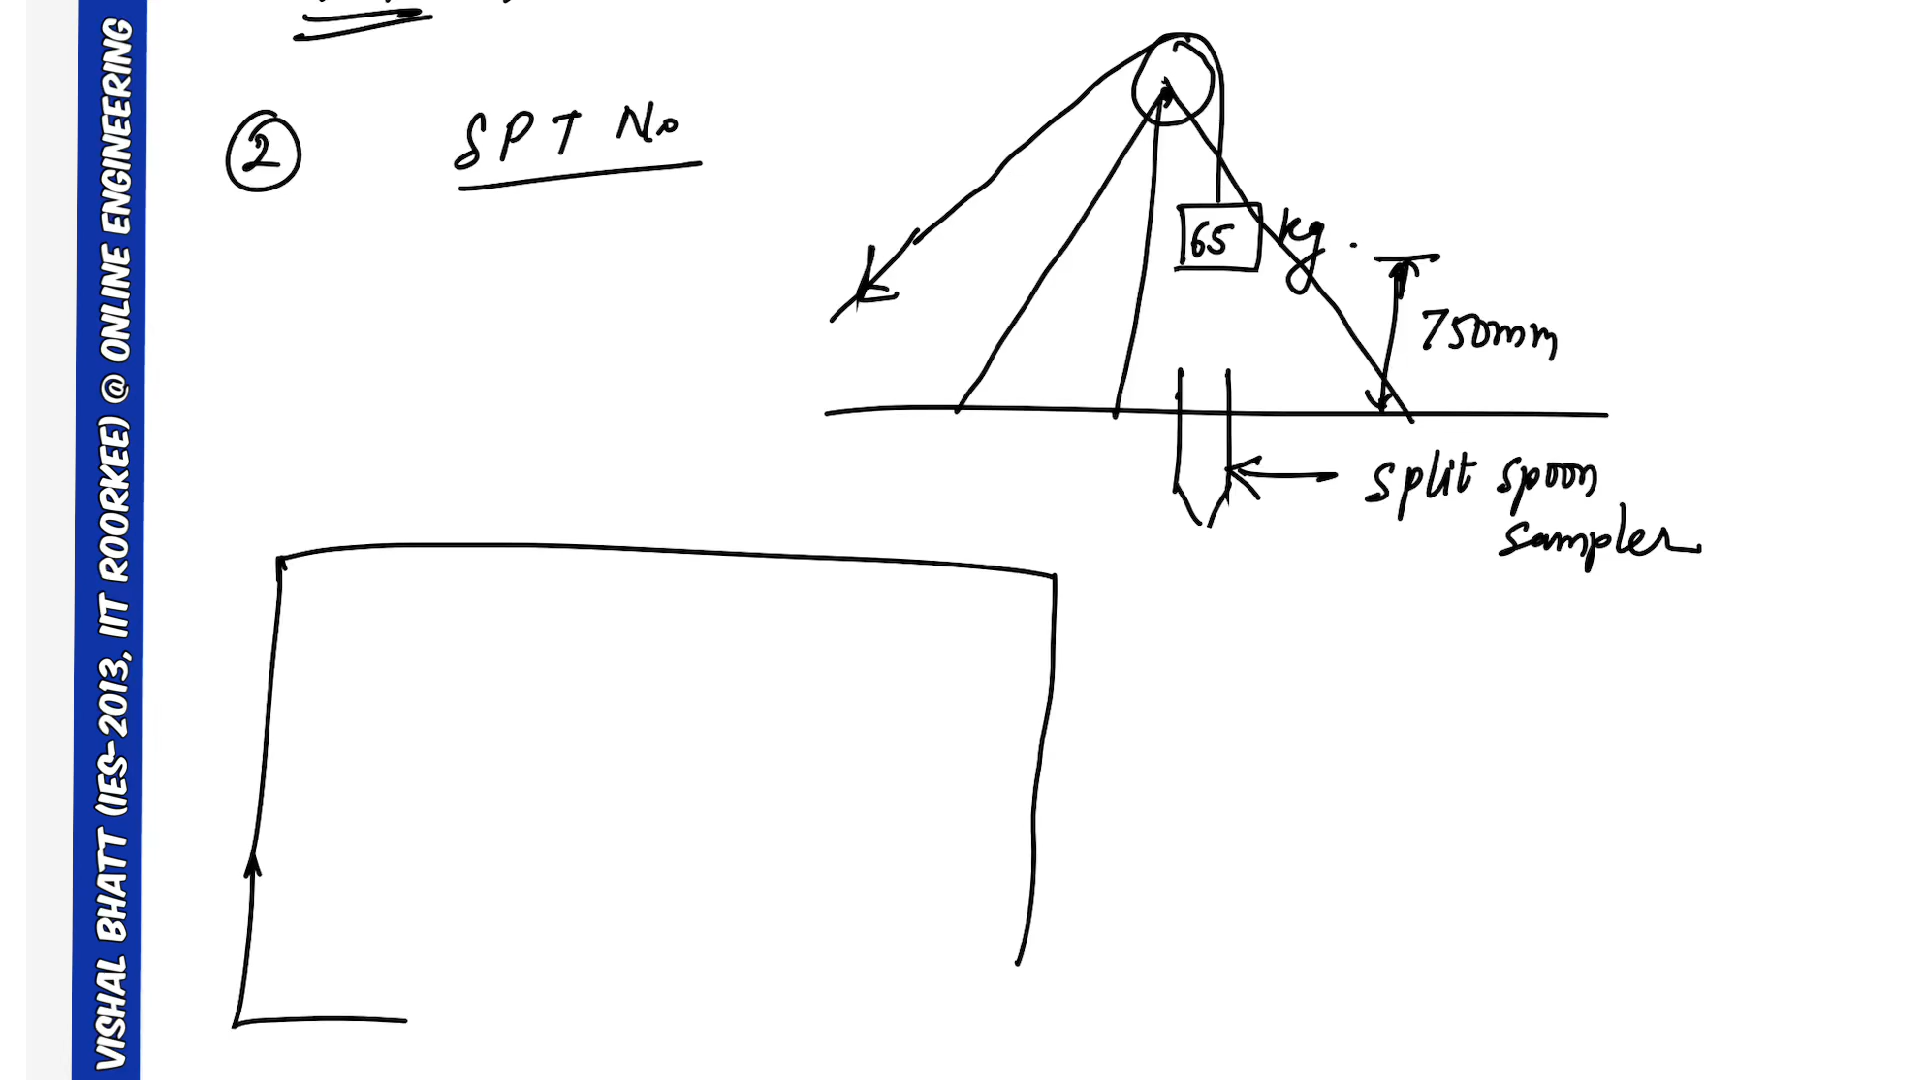 VISHAL BHATT (IES-2013, IIT ROORKEE) @ ONLINE ENGINEERING
2 SPT No
65 kg.
750mm
split spoon
sampler